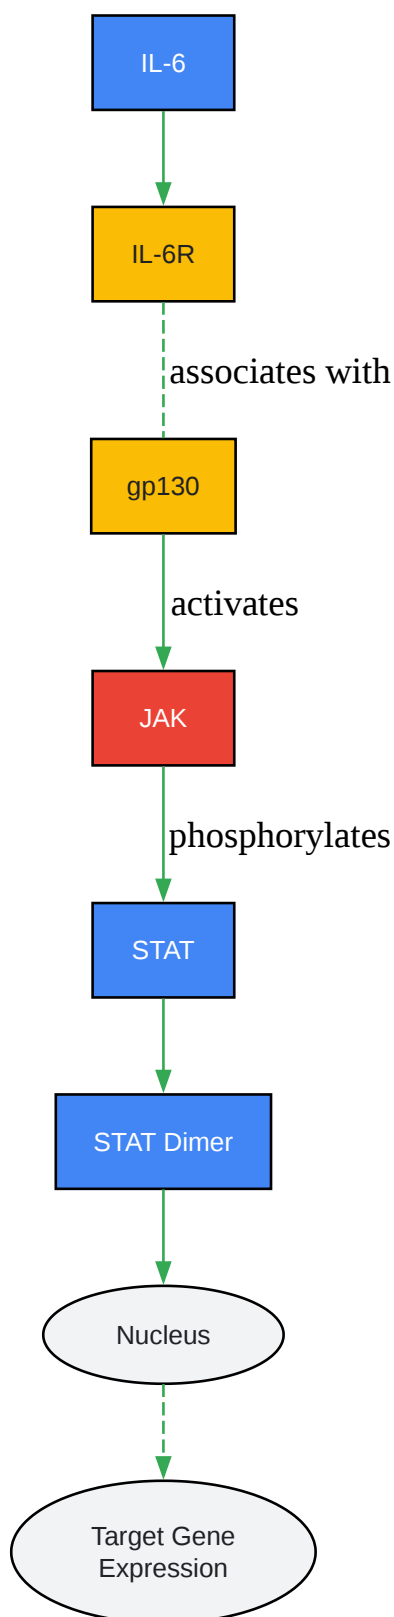 IL-6
IL-6R
associates with
gp130
activates
JAK
phosphorylates
STAT
STAT Dimer
Nucleus
Target Gene
Expression